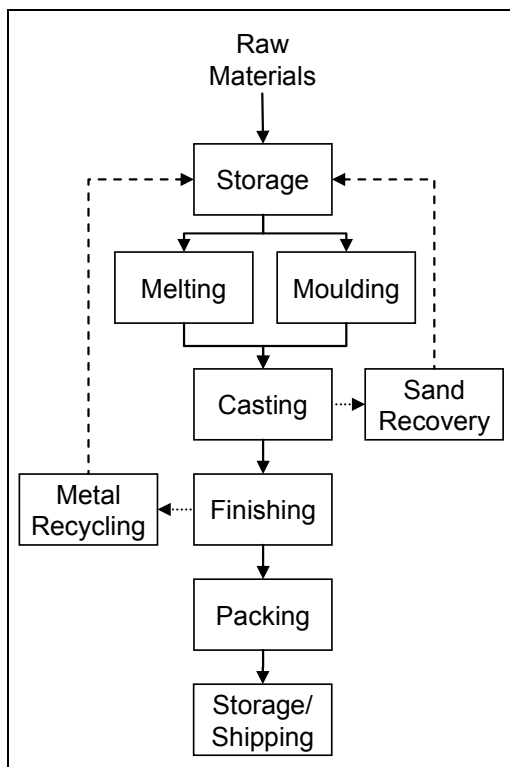 Raw
Materials
Storage
Melting
Moulding
Casting
Sand
Recovery
Metal
Recycling
Finishing
Packing
Storage/
Shipping